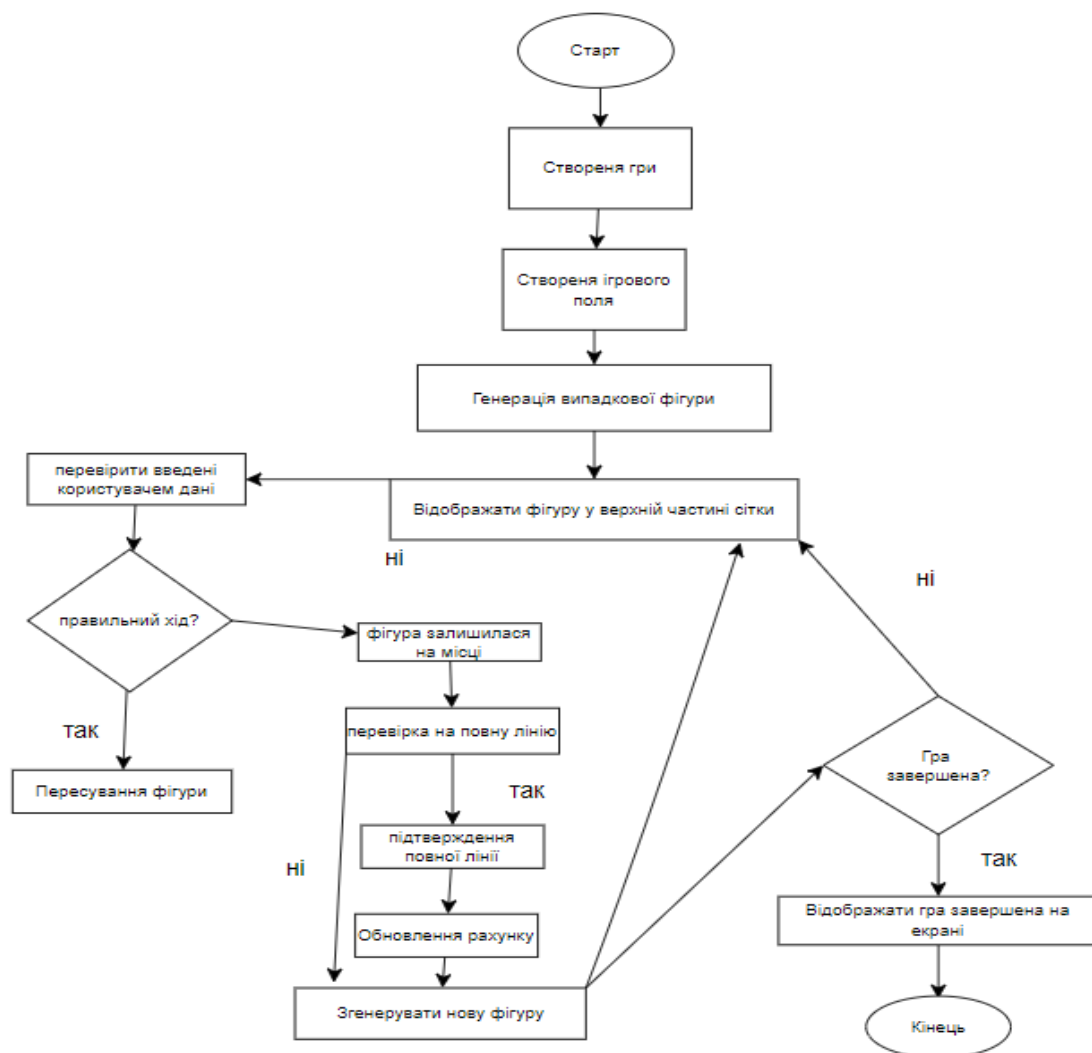 Старт
Створеня гри
Створеня ігрового
поля
Генерація випадкової фігури
перевірити введені
користувачем дані
Відображати фігуру у верхній частині сітки
ні
ні
правильний хід?
фігура залишилася
на місці
так
перевірка на повну лінію
Пересування фігури
так
Гра
завершена?
підтверждення
повної лінії
ні
так
Обновлення рахунку
Відображати гра завершена на
екрані
Згенерувати нову фігуру
Кінець